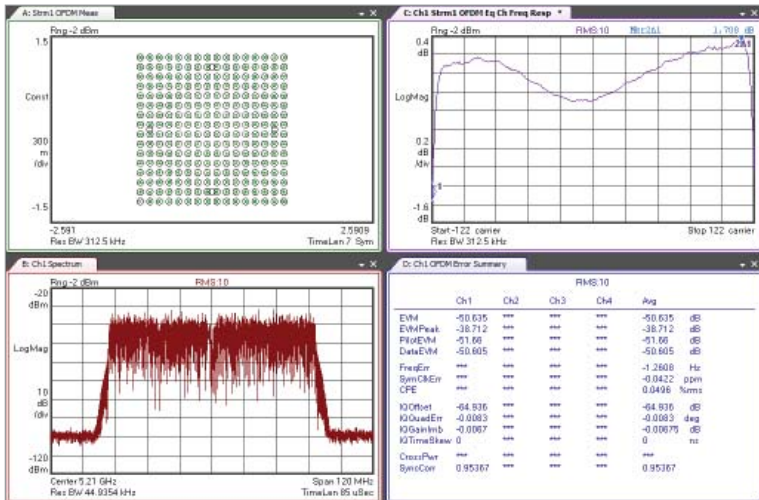 A: Strm1 OFDM Meas
Rng -2 dBm
1.5
Const
300
m
/div
-1.5
-2.591
2.5909
Res BW 312.5 kHz
TimeLen 7 Sym
C: Ch1 Strm1 OFDM Eq Ch Freq Resp *
Rng -2 dBm
RMS:10
1.708 dB
0.4
dB
LogMag
0.2
dB
/div
-1.6
dB
Start -122 carrier
Stop 122 carrier
Res BW 312.5 kHz
B: Ch1 Spectrum
Rng -2 dBm
RMS:10
-20
dBm
LogMag
10
dB
/div
-120
dBm
Center 5.21 GHz
Span 120 MHz
Res BW 44.9354 kHz
TimeLen 85 uSec
D: Ch1 OFDM Error Summary
RMS:10
Ch1 Ch2 Ch3 Ch4 Avg
EVM -50.635 *** *** *** -50.635 dB
EVMPeak -38.712 *** *** *** -38.712 dB
PilotEVM -51.66 *** *** *** -51.66 dB
DataEVM -50.605 *** *** *** -50.605 dB
FreqErr *** *** *** *** -1.2608 Hz
SymClkErr *** *** *** *** -0.0422 ppm
CPE *** *** *** *** 0.0496 %rms
IQOffset -64.936 *** *** *** -64.936 dB
IQQuadErr -0.0083 *** *** *** -0.0083 deg
IQGainImb -0.0067 *** *** *** -0.00675 dB
IQTimeSkew 0 *** *** *** 0 ns
CrossPwr *** *** *** *** ***
SyncCorr 0.95367 *** *** *** 0.95367